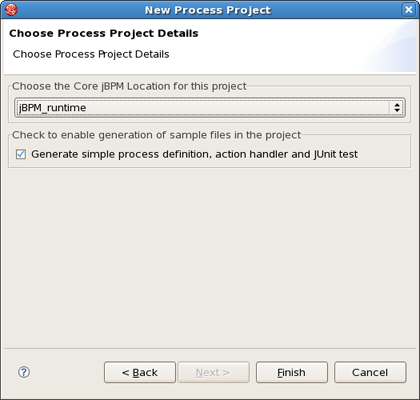 New Process Project
Choose Process Project Details
Choose Process Project Details
Choose the Core jBPM Location for this project
jBPM_runtime
Check to enable generation of sample files in the project
Generate simple process definition, action handler and JUnit test
?
< Back
Next >
Finish
Cancel